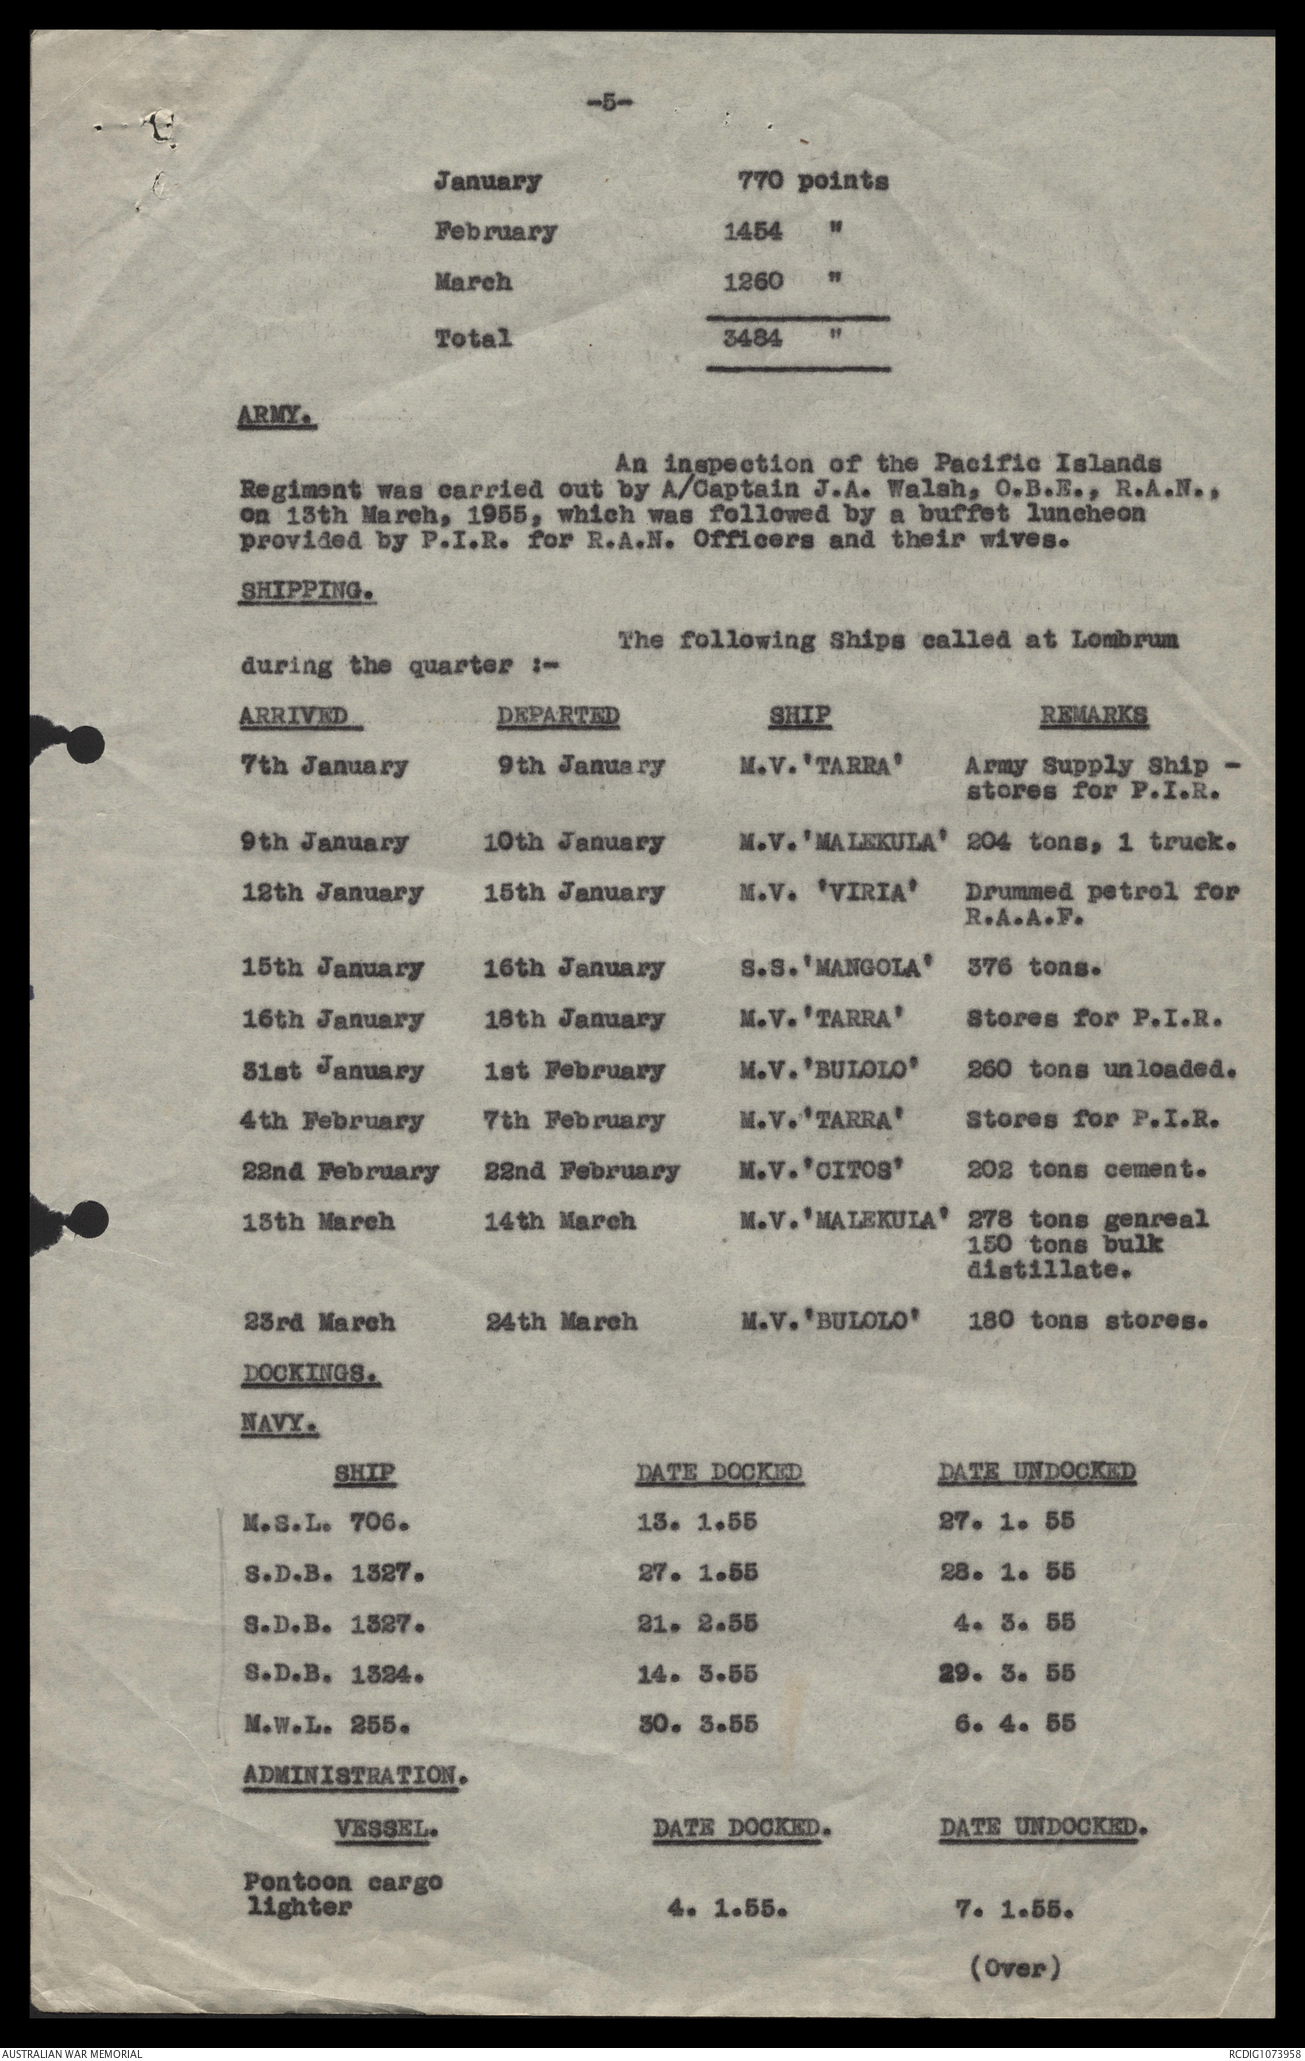 -5-
January 770 points
February 1454 "
March 1260 "
Total 3484 "
ARMY.
An inspection of the Pacific Islands
Regiment was carried out by A/Captain J.A. Walsh, O.B.E., R.A.N.,
on 13th March, 1955, which was followed by a buffet luncheon
provided by P.I.R. for R.A.N. Officers and their wives.
SHIPPING.
The following Ships called at Lombrum
during the quarter :-
ARRIVED DEPARTED SHIP REMARKS
7th January 9th January M.V.'TARRA' Army Supply Ship -
stores for P.I.R.
9th January 10th January M.V.'MALEKULA' 204 tons, 1 truck.
12th January 15th January M.V. 'VIRIA' Drummed petrol for
R.A.A.F.
15th January 16th January S.S.'MANGOLA' 376 tons.
16th January 18th January M.V.'TARRA' Stores for P.I.R.
31st January 1st February M.V.'BULOLO' 260 tons unloaded.
4th February 7th February M.V.'TARRA' Stores for P.I.R.
22nd February 22nd February M.V.'CITOS' 202 tons cement.
13th March 14th March M.V.'MALEKULA' 278 tons genreal
150 tons bulk
distillate.
23rd March 24th March M.V.'BULOLO' 180 tons stores.
DOCKINGS.
NAVY.
SHIP DATE DOCKED DATE UNDOCKED
M.S.L. 706. 13. 1.55 27. 1. 55
S.D.B. 1327. 27. 1.55 28. 1. 55
S.D.B. 1327. 21. 2.55 4. 3. 55
S.D.B. 1324. 14. 3.55 29. 3. 55
M.W.L. 255. 30. 3.55 6. 4. 55
ADMINISTRATION.
VESSEL. DATE DOCKED. DATE UNDOCKED.
Pontoon cargo
lighter 4. 1.55. 7. 1.55.
(Over)
AUSTRALIAN WAR MEMORIAL RCDIG1073958